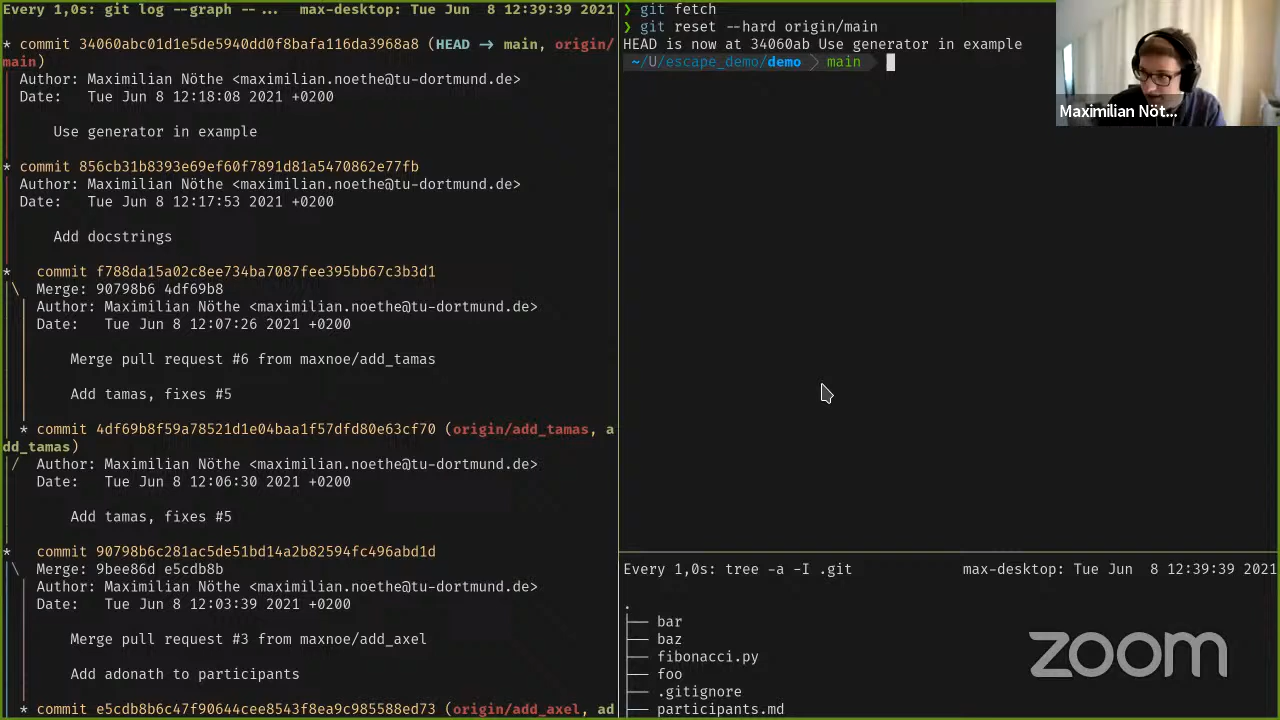 Every 1,0s: git log --graph --... max-desktop: Tue Jun 8 12:39:39 2021
* commit 34060abc01d1e5de5940dd0f8bafa116da3968a8 (HEAD → main, origin/
main)
Author: Maximilian Nöthe <maximilian.noethe@tu-dortmund.de>
Date: Tue Jun 8 12:18:08 2021 +0200
Use generator in example
* commit 856cb31b8393e69ef60f7891d81a5470862e77fb
Author: Maximilian Nöthe <maximilian.noethe@tu-dortmund.de>
Date: Tue Jun 8 12:17:53 2021 +0200
Add docstrings
* commit f788da15a02c8ee734ba7087fee395bb67c3b3d1
\ Merge: 90798b6 4df69b8
Author: Maximilian Nöthe <maximilian.noethe@tu-dortmund.de>
Date: Tue Jun 8 12:07:26 2021 +0200
Merge pull request #6 from maxnoe/add_tamas
Add tamas, fixes #5
* commit 4df69b8f59a78521d1e04baa1f57dfd80e63cf70 (origin/add_tamas, a
dd_tamas)
/ Author: Maximilian Nöthe <maximilian.noethe@tu-dortmund.de>
Date: Tue Jun 8 12:06:30 2021 +0200
Add tamas, fixes #5
* commit 90798b6c281ac5de51bd14a2b82594fc496abd1d
\ Merge: 9bee86d e5cdb8b
Author: Maximilian Nöthe <maximilian.noethe@tu-dortmund.de>
Date: Tue Jun 8 12:03:39 2021 +0200
Merge pull request #3 from maxnoe/add_axel
Add adonath to participants
* commit e5cdb8b6c47f90644cee8543f8ea9c985588ed73 (origin/add_axel, ad
❯ git fetch
❯ git reset --hard origin/main
HEAD is now at 34060ab Use generator in example
~/U/escape_demo/demo main
Maximilian Nöt...
Every 1,0s: tree -a -I .git max-desktop: Tue Jun 8 12:39:39 2021
.
├── bar
├── baz
├── fibonacci.py
├── foo
├── .gitignore
├── participants.md
zoom